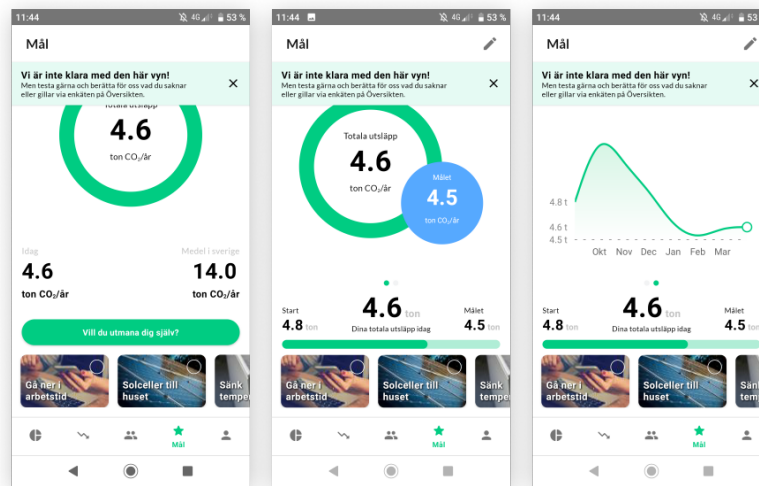 11:44
4G
53 %
Mål
Vi är inte klara med den här vyn!
Men testa gärna och berätta för oss vad du saknar
eller gillar via enkäten på Översikten.
Totala utsläpp
4.6
ton CO₂/år
Idag
Medel i sverige
4.6
14.0
ton CO₂/år
ton CO₂/år
Vill du utmana dig själv?
Gå ner i
arbetstid
Solceller till
huset
Sänk
Mål
11:44
4G
53 %
Mål
Vi är inte klara med den här vyn!
Men testa gärna och berätta för oss vad du saknar
eller gillar via enkäten på Översikten.
Totala utsläpp
4.6
ton CO₂/år
Målet
4.5
ton CO₂/år
Start
4.8 ton
4.6 ton
Dina totala utsläpp idag
Målet
4.5 ton
Gå ner i
arbetstid
Solceller till
huset
Sänk
Mål
11:44
4G
53
Mål
Vi är inte klara med den här vyn!
Men testa gärna och berätta för oss vad du saknar
eller gillar via enkäten på Översikten.
4.8 t
4.6 t
4.5 t
Okt Nov Dec Jan Feb Mar
Start
4.8 ton
4.6 ton
Dina totala utsläpp idag
Målet
4.5
Gå ner i
arbetstid
Solceller till
huset
Mål